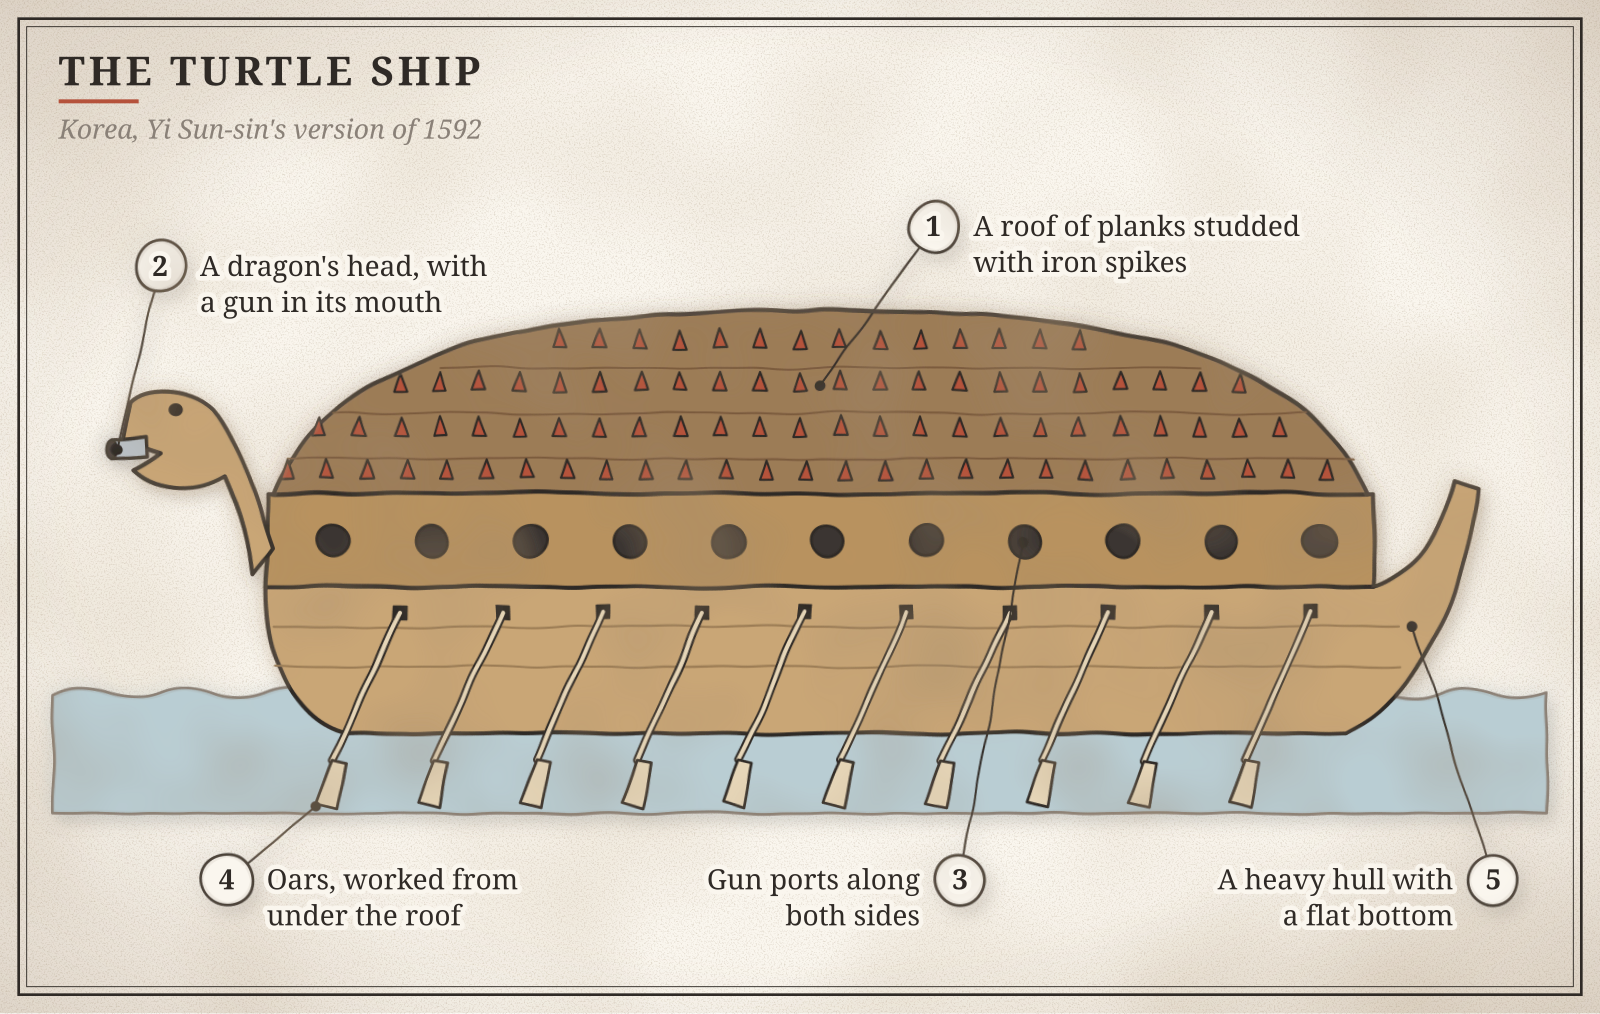 THE TURTLE SHIP
Korea, Yi Sun-sin's version of 1592
1
A roof of planks studded
with iron spikes
2
A dragon's head, with
a gun in its mouth
4
Oars, worked from
under the roof
Gun ports along
both sides
3
A heavy hull with
a flat bottom
5